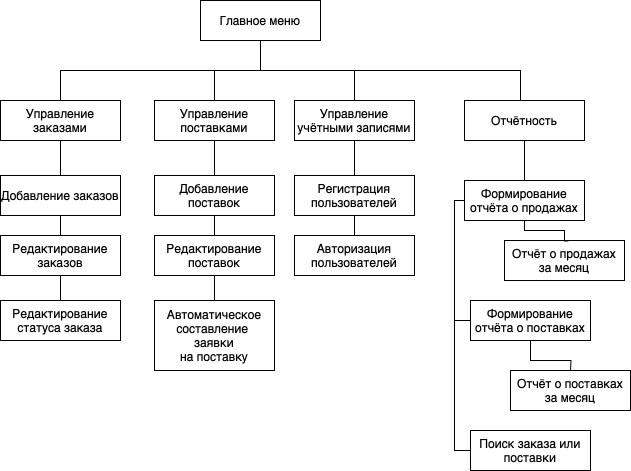 Главное меню
Управление
заказами
Управление
поставками
Управление
учётными записями
Отчётность
Добавление заказов
Добавление
поставок
Регистрация
пользователей
Формирование
отчёта о продажах
Редактирование
заказов
Редактирование
поставок
Авторизация
пользователей
Отчёт о продажах
за месяц
Редактирование
статуса заказа
Автоматическое
составление
заявки
на поставку
Формирование
отчёта о поставках
Отчёт о поставках
за месяц
Поиск заказа или
поставки